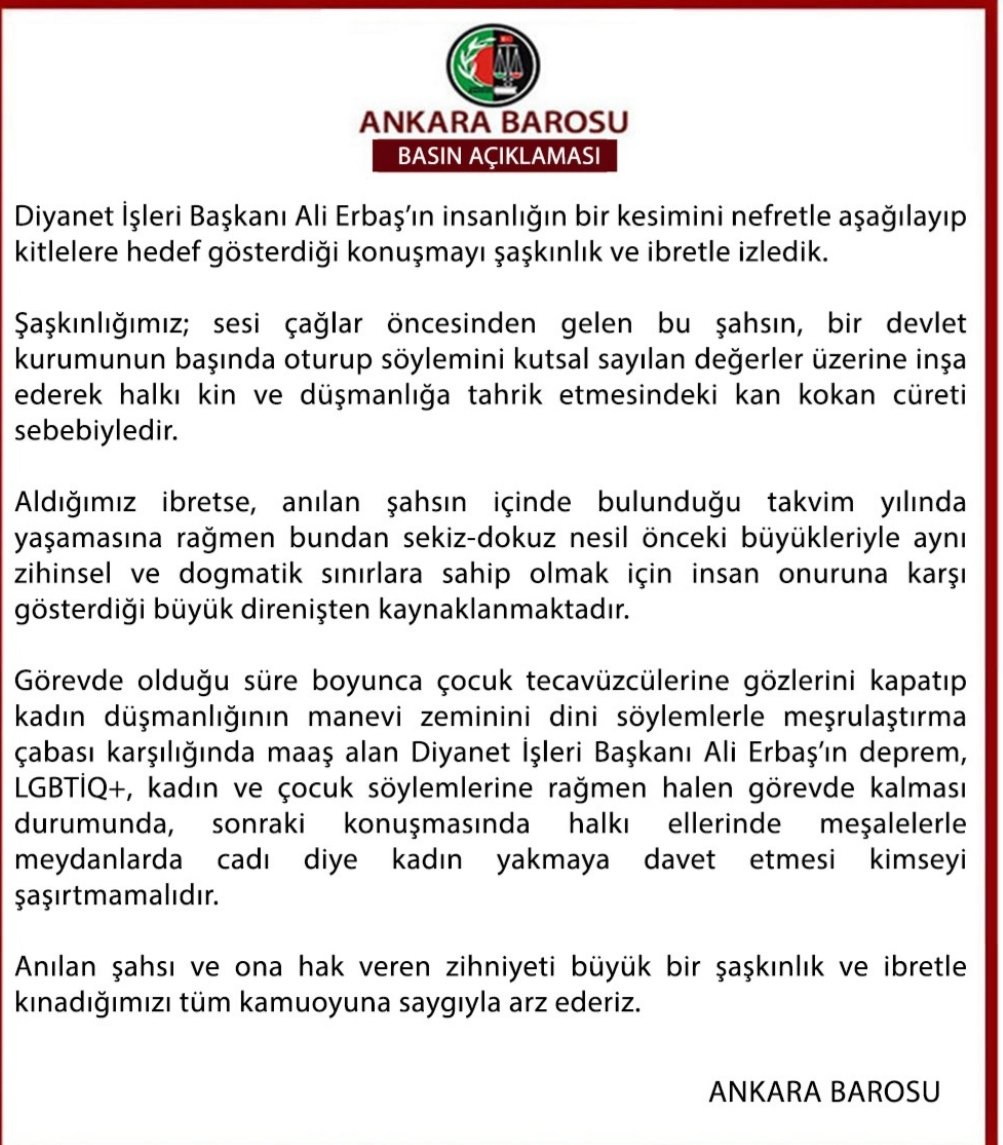 ANKARA BAROSU
BASIN AÇIKLAMASI
Diyanet İşleri Başkanı Ali Erbaş’ın insanlığın bir kesimini nefretle aşağılayıp
kitlelere hedef gösterdiği konuşmayı şaşkınlık ve ibretle izledik.
Şaşkınlığımız; sesi çağlar öncesinden gelen bu şahsın, bir devlet
kurumunun başında oturup söylemini kutsal sayılan değerler üzerine inşa
ederek halkı kin ve düşmanlığa tahrik etmesindeki kan kokan cüreti
sebebiyledir.
Aldığımız ibretse, anılan şahsın içinde bulunduğu takvim yılında
yaşamasına rağmen bundan sekiz-dokuz nesil önceki büyükleriyle aynı
zihinsel ve dogmatik sınırlara sahip olmak için insan onuruna karşı
gösterdiği büyük direnişten kaynaklanmaktadır.
Görevde olduğu süre boyunca çocuk tecavüzcülerine gözlerini kapatıp
kadın düşmanlığının manevi zeminini dini söylemlerle meşrulaştırma
çabası karşılığında maaş alan Diyanet İşleri Başkanı Ali Erbaş’ın deprem,
LGBTİQ+, kadın ve çocuk söylemlerine rağmen halen görevde kalması
durumunda, sonraki konuşmasında halkı ellerinde meşalelerle
meydanlarda cadı diye kadın yakmaya davet etmesi kimseyi
şaşırtmamalıdır.
Anılan şahsı ve ona hak veren zihniyeti büyük bir şaşkınlık ve ibretle
kınadığımızı tüm kamuoyuna saygıyla arz ederiz.
ANKARA BAROSU